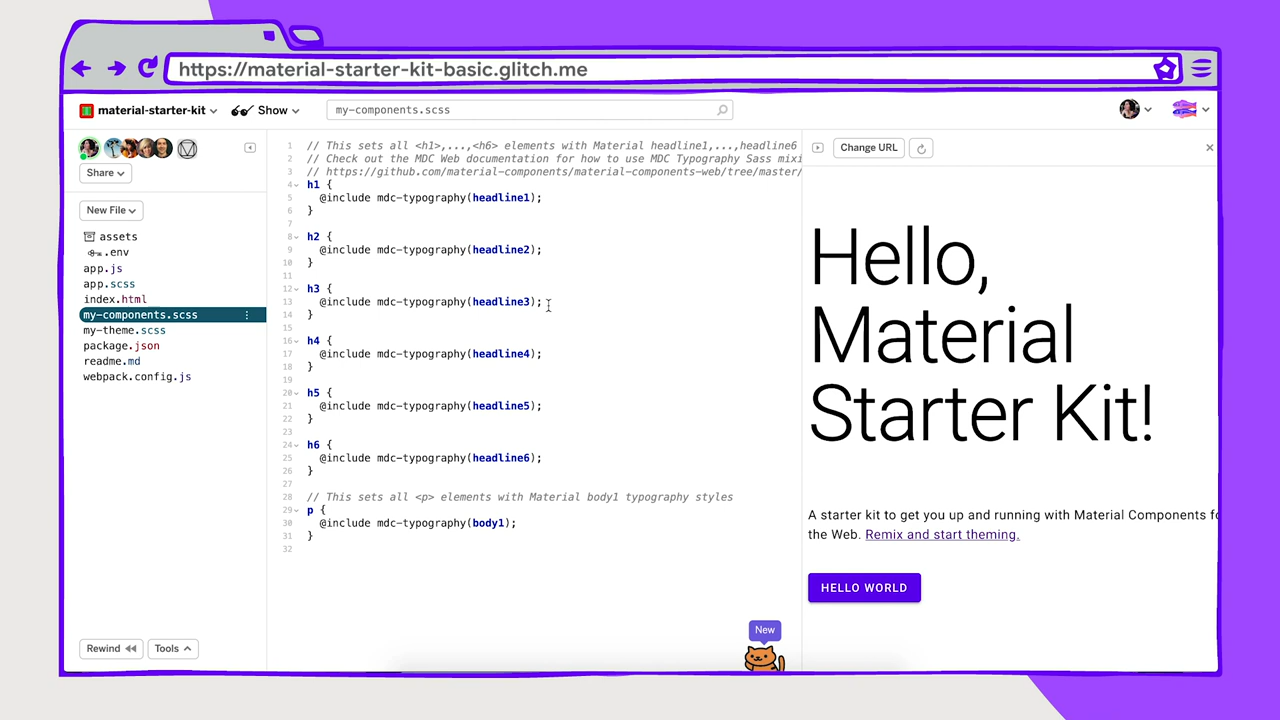 https://material-starter-kit-basic.glitch.me
material-starter-kit
Show
my-components.scss
Share
New File
assets
.env
app.js
app.scss
index.html
my-components.scss
my-theme.scss
package.json
readme.md
webpack.config.js
Rewind
Tools
1 // This sets all <h1>,...,<h6> elements with Material headline1,...,headline6
2 // Check out the MDC Web documentation for how to use MDC Typography Sass mixi
3 // https://github.com/material-components/material-components-web/tree/master/
4 h1 {
5 @include mdc-typography(headline1);
6 }
7
8 h2 {
9 @include mdc-typography(headline2);
10 }
11
12 h3 {
13 @include mdc-typography(headline3);
14 }
15
16 h4 {
17 @include mdc-typography(headline4);
18 }
19
20 h5 {
21 @include mdc-typography(headline5);
22 }
23
24 h6 {
25 @include mdc-typography(headline6);
26 }
27
28 // This sets all <p> elements with Material body1 typography styles
29 p {
30 @include mdc-typography(body1);
31 }
32
New
Change URL
Hello,
Material
Starter Kit!
A starter kit to get you up and running with Material Components fo
the Web. Remix and start theming.
HELLO WORLD